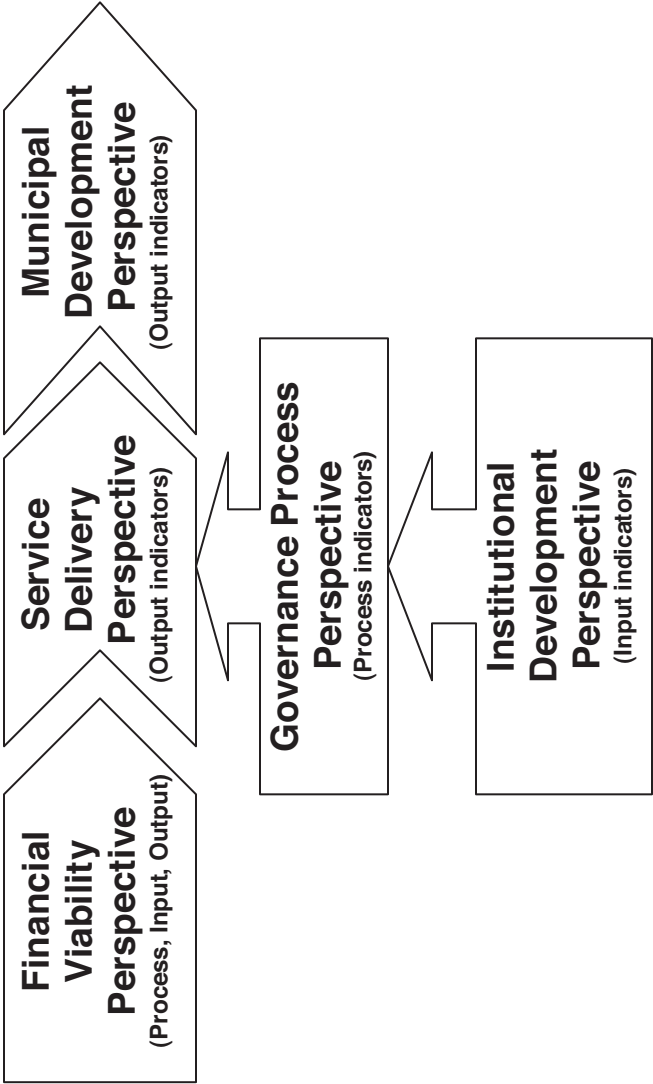 Financial
Viability
Perspective
(Process, Input, Output)
Service
Delivery
Perspective
(Output indicators)
Municipal
Development
Perspective
(Output indicators)
Governance Process
Perspective
(Process indicators)
Institutional
Development
Perspective
(Input indicators)